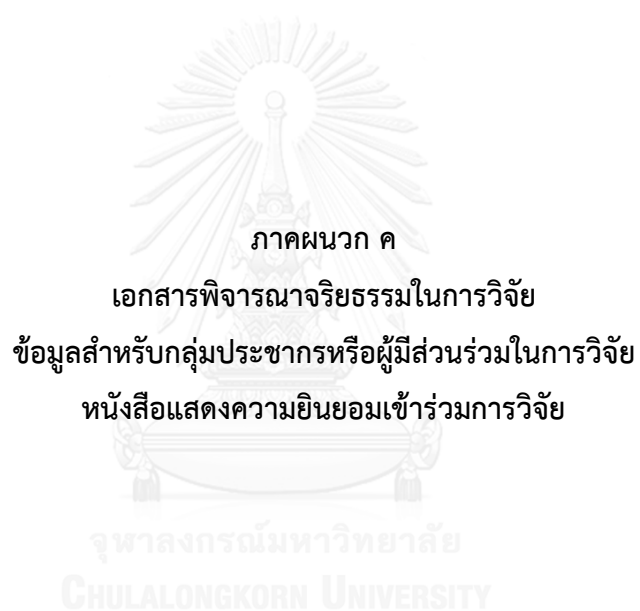 ภาคผนวก ค
เอกสารพิจารณาจริยธรรมในการวิจัย
ข้อมูลสำหรับกลุ่มประชากรหรือผู้มีส่วนร่วมในการวิจัย
หนังสือแสดงความยินยอมเข้าร่วมการวิจัย
จุฬาลงกรณ์มหาวิทยาลัย
CHULALONGKORN UNIVERSITY